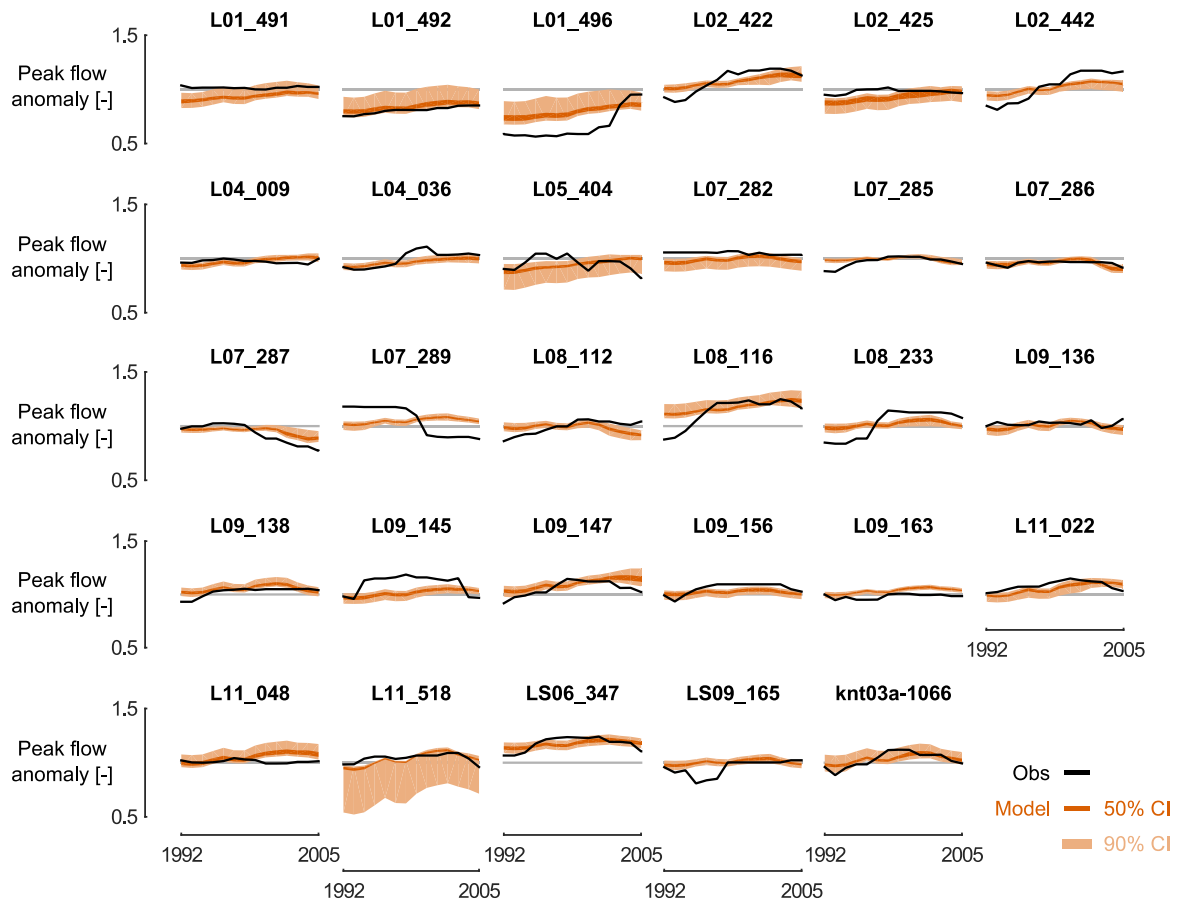 L01_491 L01_492 L01_496 L02_422 L02_425 L02_442
1.5
Peak flow
anomaly [-]
0.5
L04_009 L04_036 L05_404 L07_282 L07_285 L07_286
1.5
Peak flow
anomaly [-]
0.5
L07_287 L07_289 L08_112 L08_116 L08_233 L09_136
1.5
Peak flow
anomaly [-]
0.5
L09_138 L09_145 L09_147 L09_156 L09_163 L11_022
1.5
Peak flow
anomaly [-]
0.5
1992 2005
L11_048 L11_518 LS06_347 LS09_165 knt03a-1066
1.5
Peak flow
anomaly [-]
0.5
Obs
Model 50% CI
90% CI
1992 2005 1992 2005 1992 2005
1992 2005 1992 2005